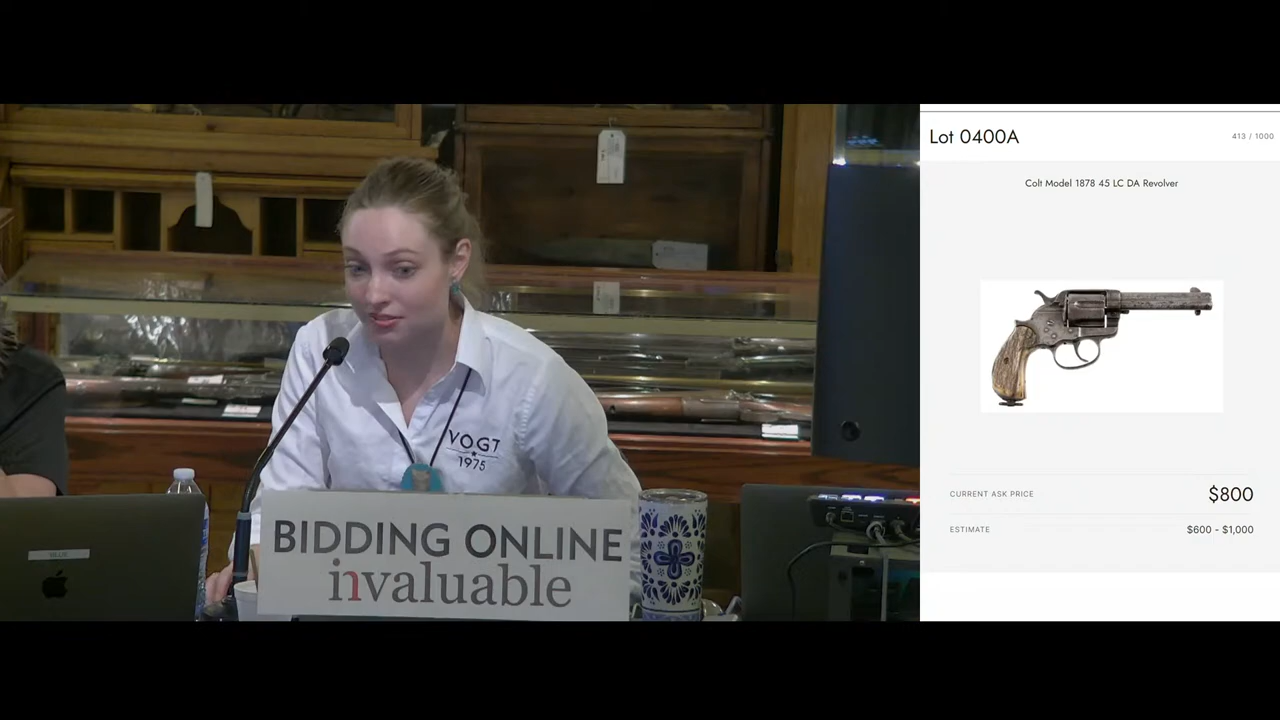 VOGT
1975
BLUE
BIDDING ONLINE
invaluable
Lot 0400A
413 / 1000
Colt Model 1878 45 LC DA Revolver
CURRENT ASK PRICE
$800
ESTIMATE
$600 - $1,000